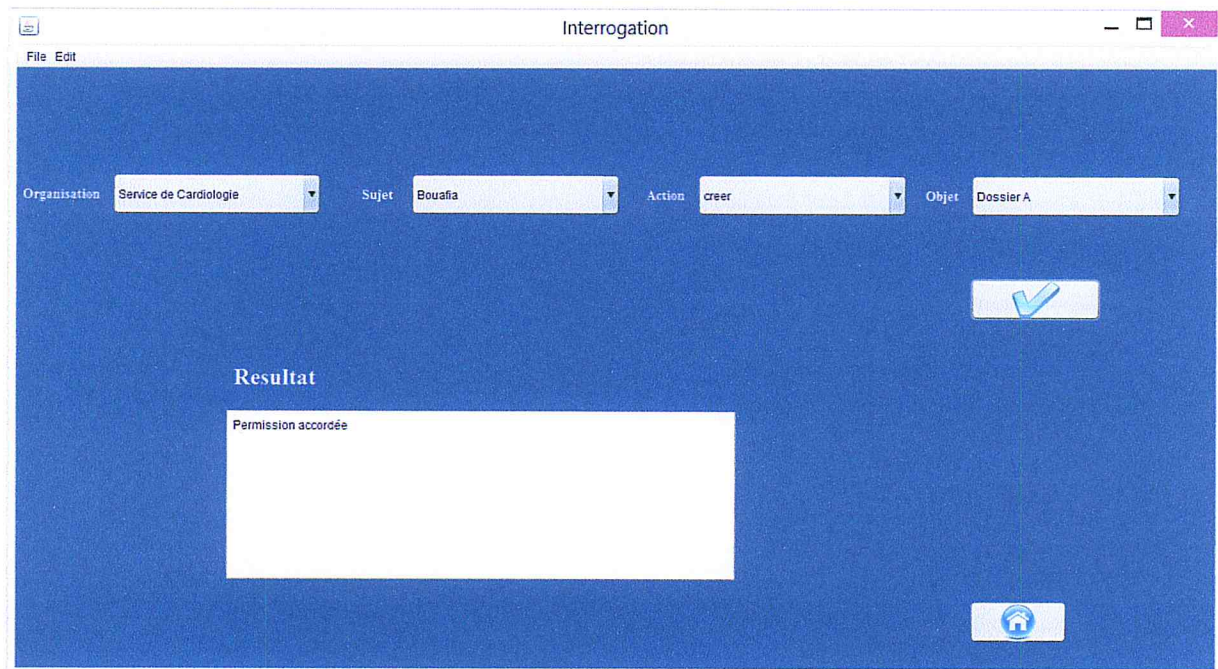 Interrogation
File Edit
Organisation Service de Cardiologie Sujet Bouafia Action creer Objet Dossier A
Resultat
Permission accordée